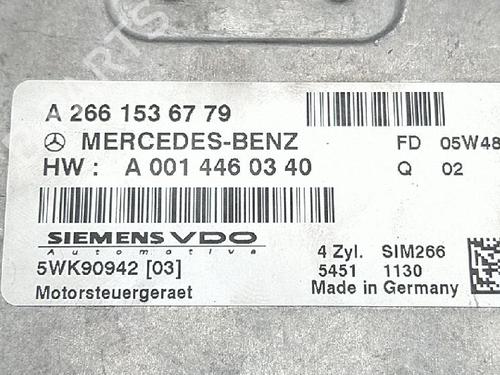 A 266 153 67 79
MERCEDES-BENZ FD 05W48
HW : A 001 446 03 40 Q 02
SIEMENS VDO
Automotive
4 Zyl. SIM266
5WK90942 [03] 5451 1130
Motorsteuergeraet Made in Germany
PARTS